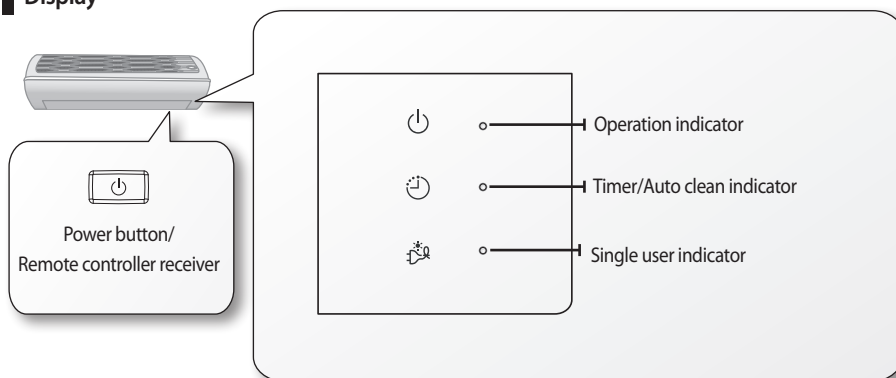 Display
Operation indicator
Timer/Auto clean indicator
Single user indicator
Power button/
Remote controller receiver